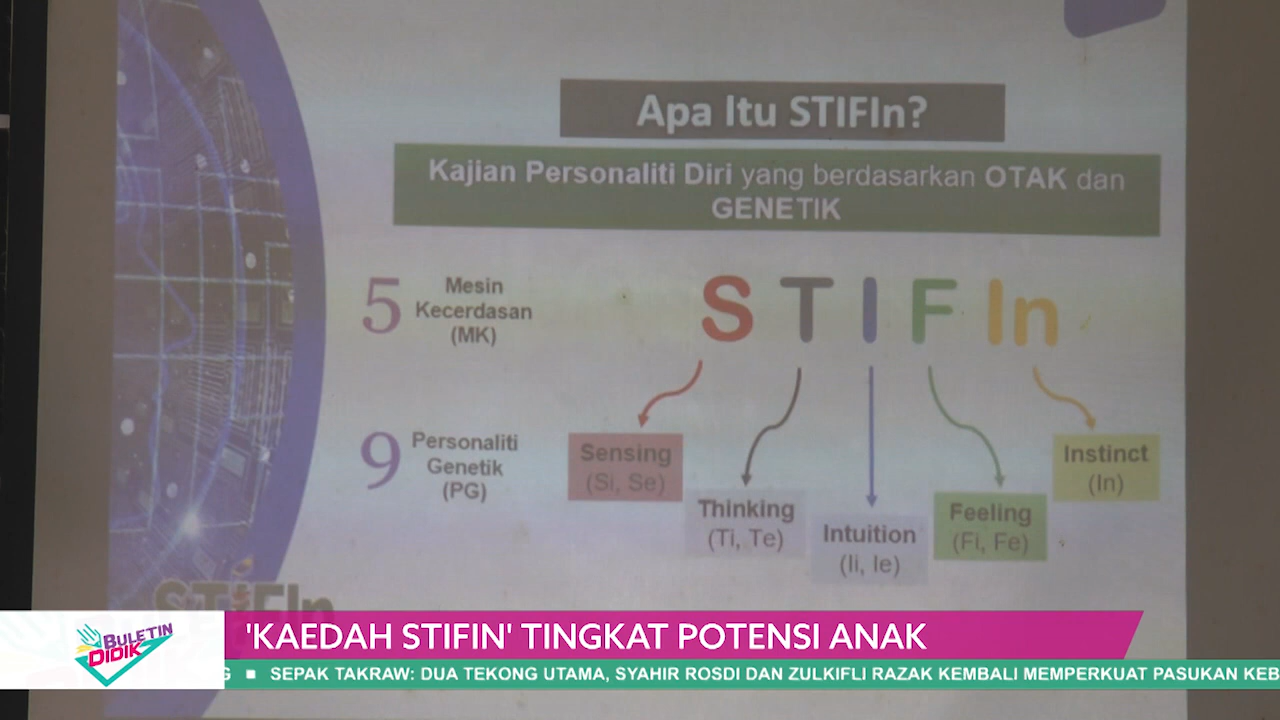 Apa Itu STIFIn?
Kajian Personaliti Diri yang berdasarkan OTAK dan
GENETIK
5 Mesin
Kecerdasan
(MK)
S T I F In
9 Personaliti
Genetik
(PG)
Sensing
(Si, Se)
Thinking
(Ti, Te)
Intuition
(Ii, Ie)
Feeling
(Fi, Fe)
Instinct
(In)
STIFIn
BULETIN
DIDIK
'KAEDAH STIFIN' TINGKAT POTENSI ANAK
G ■ SEPAK TAKRAW: DUA TEKONG UTAMA, SYAHIR ROSDI DAN ZULKIFLI RAZAK KEMBALI MEMPERKUAT PASUKAN KEB